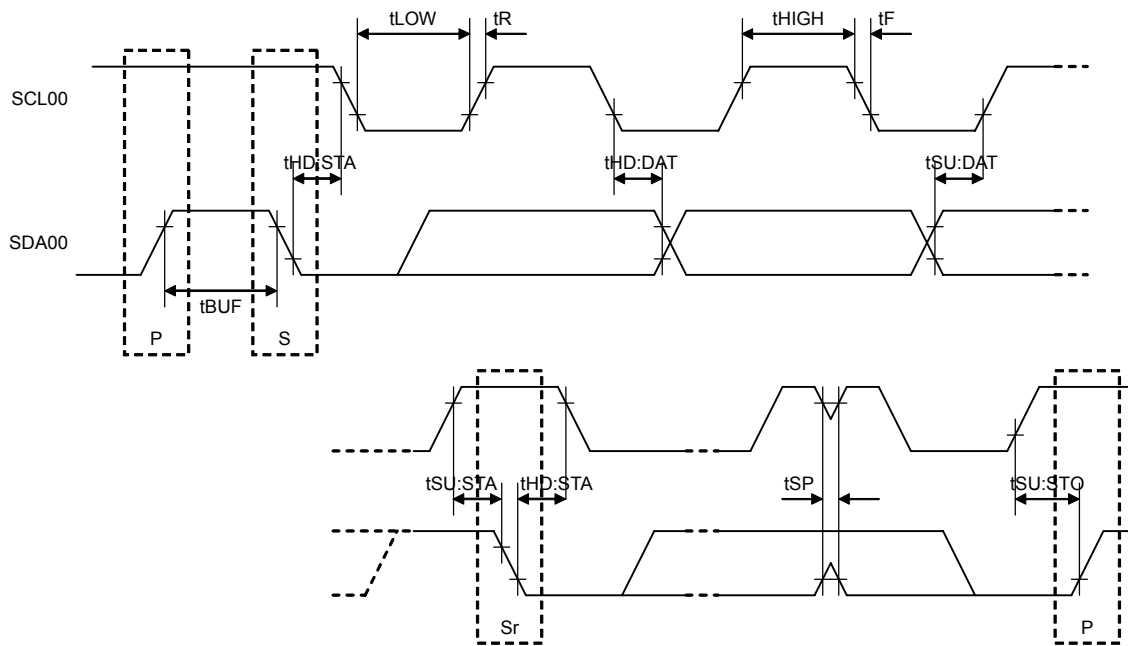 tLOW tR tHIGH tF
SCL00
tHD:STA tHD:DAT tSU:DAT
SDA00
tBUF
P S
tSU:STA tHD:STA tSP tSU:STO
Sr P